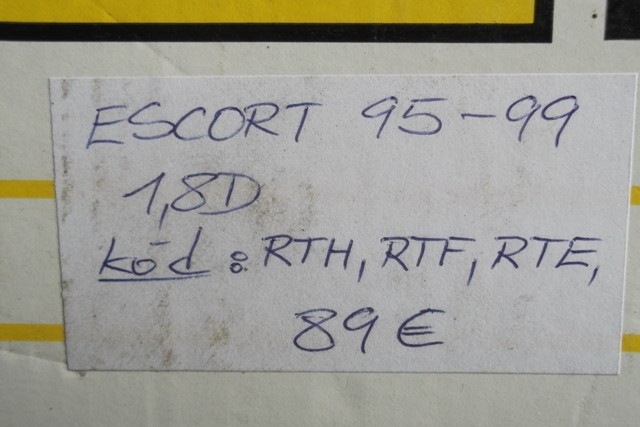 ESCORT 95-99
1,8D
kód: RTH, RTF, RTE,
89 €